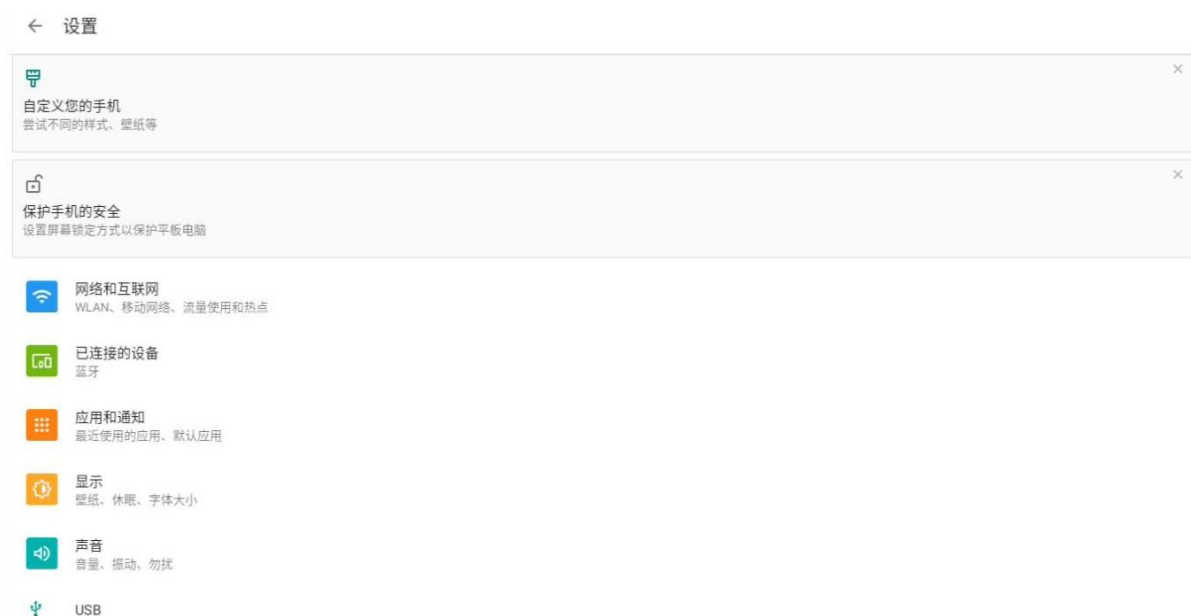 设置
自定义您的手机
尝试不同的样式、壁纸等
保护手机的安全
设置屏幕锁定方式以保护平板电脑
网络和互联网
WLAN、移动网络、流量使用和热点
已连接的设备
蓝牙
应用和通知
最近使用的应用、默认应用
显示
壁纸、休眠、字体大小
声音
音量、振动、勿扰
USB